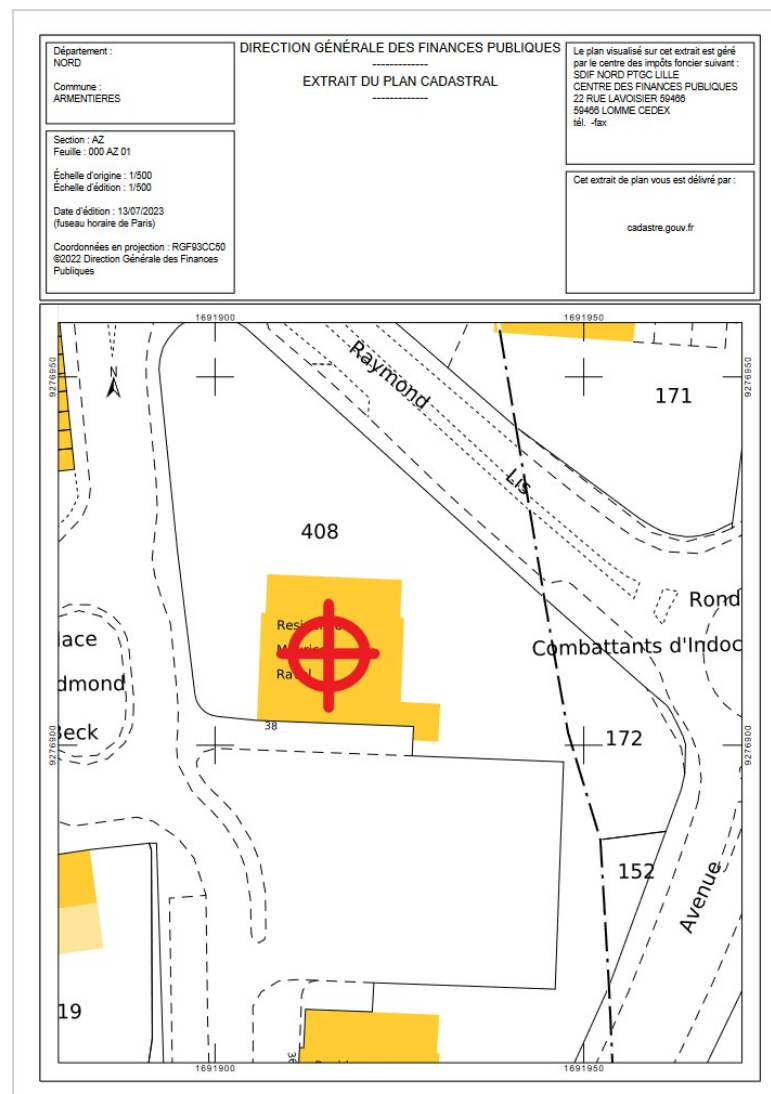 Département :
NORD
Commune :
ARMENTIERES
Section : AZ
Feuille : 000 AZ 01
Échelle d'origine : 1/500
Échelle d'édition : 1/500
Date d'édition : 13/07/2023
(fuseau horaire de Paris)
Coordonnées en projection : RGF93CC50
©2022 Direction Générale des Finances
Publiques
DIRECTION GÉNÉRALE DES FINANCES PUBLIQUES
-------------
EXTRAIT DU PLAN CADASTRAL
-------------
Le plan visualisé sur cet extrait est géré
par le centre des impôts foncier suivant :
SDIF NORD PTGC LILLE
CENTRE DES FINANCES PUBLIQUES
22 RUE LAVOISIER 59466
59466 LOMME CEDEX
tél. -fax
Cet extrait de plan vous est délivré par :
cadastre.gouv.fr
1691900
1691950
9276950
9276950
N
Raymond
Lis
171
408
Rond
Combattants d'Indoc
lace
dmond
Beck
38
172
9276900
9276900
152
Avenue
19
36
1691900
1691950